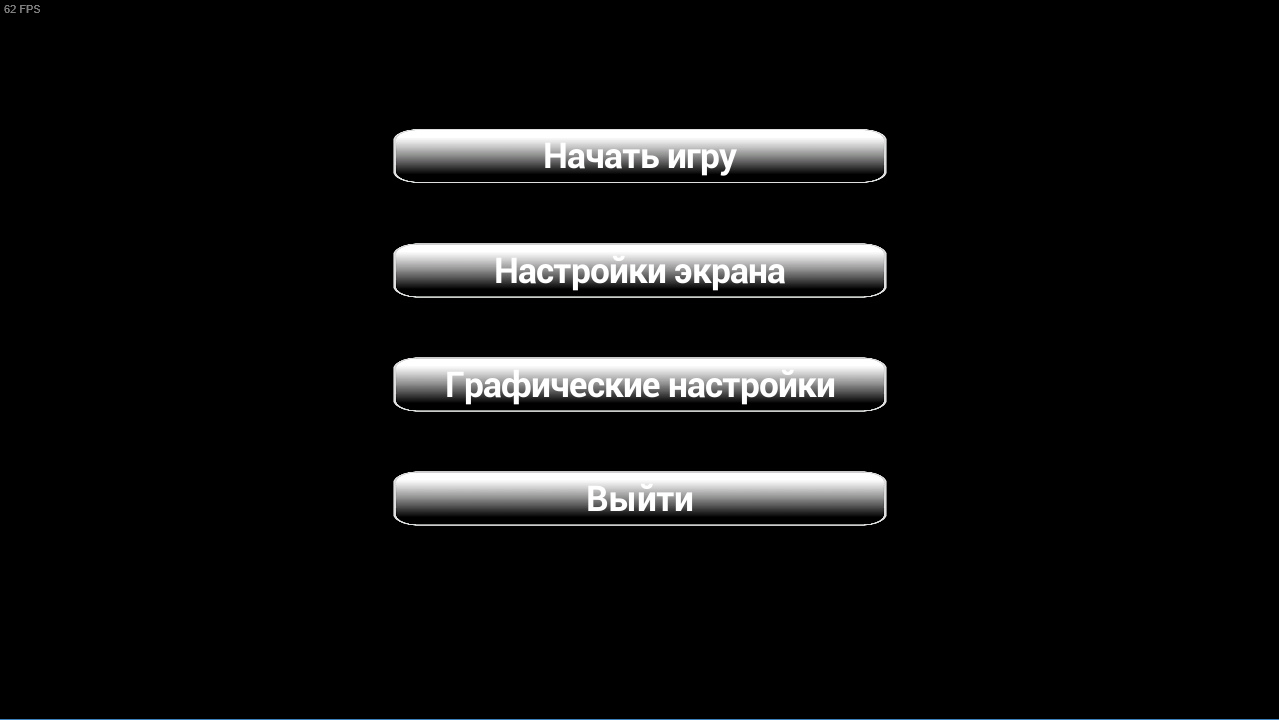 62 FPS
Начать игру
Настройки экрана
Графические настройки
Выйти